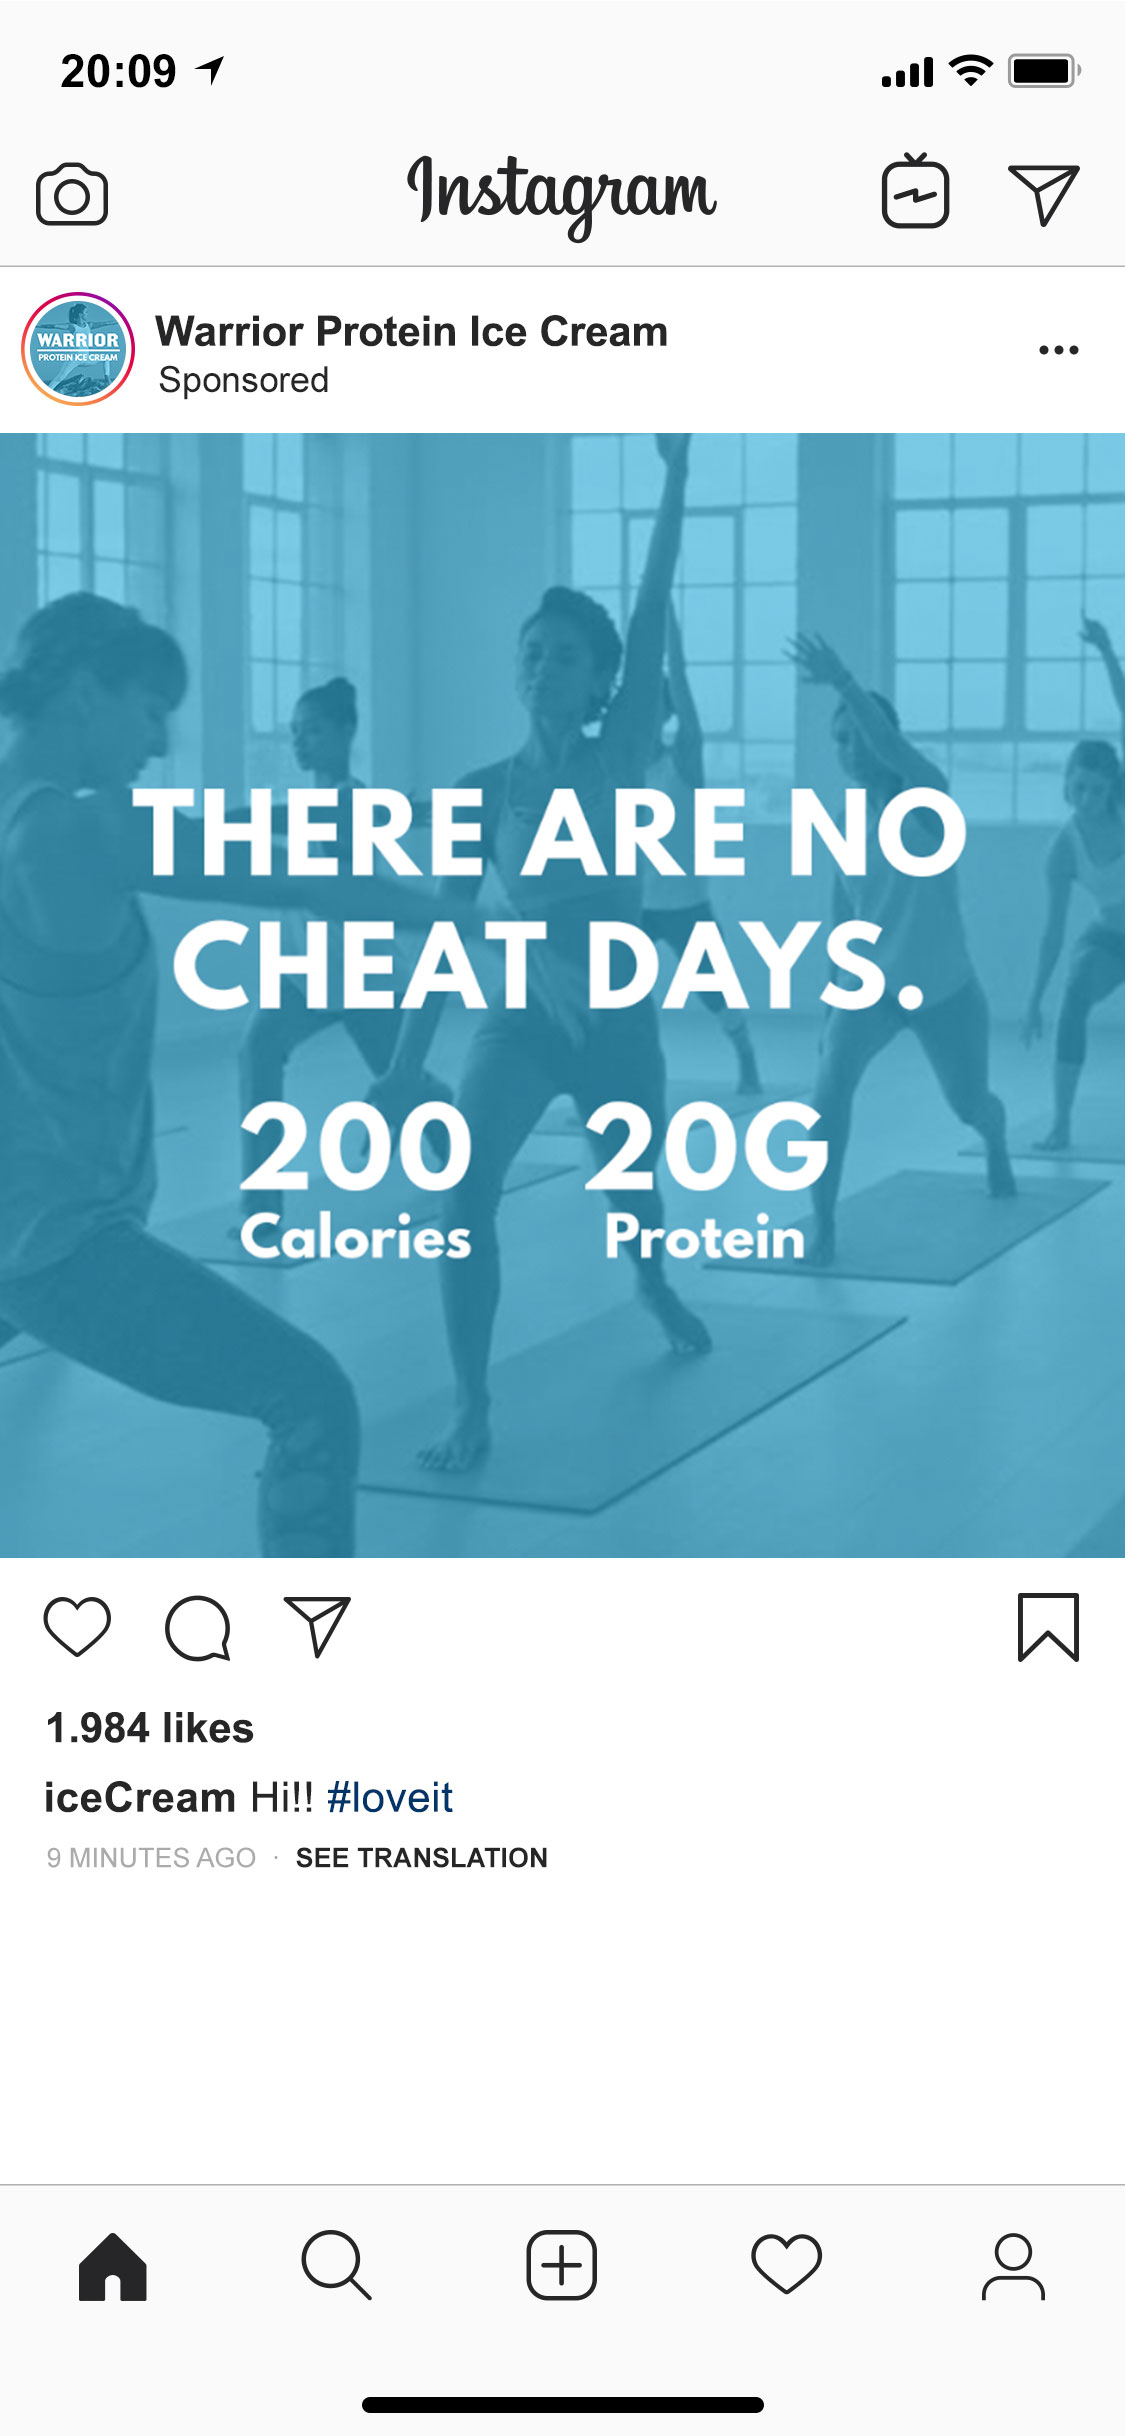 20:09
Instagram
WARRIOR
PROTEIN ICE CREAM
Warrior Protein Ice Cream
Sponsored
THERE ARE NO
CHEAT DAYS.
200 20G
Calories Protein
1.984 likes
iceCream Hi!! #loveit
9 MINUTES AGO · SEE TRANSLATION